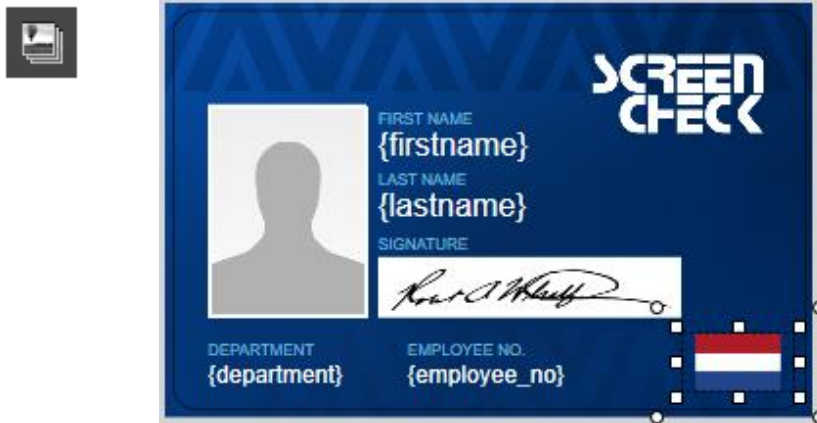 SCREEN
CHECK
FIRST NAME
{firstname}
LAST NAME
{lastname}
SIGNATURE
DEPARTMENT
{department}
EMPLOYEE NO.
{employee_no}